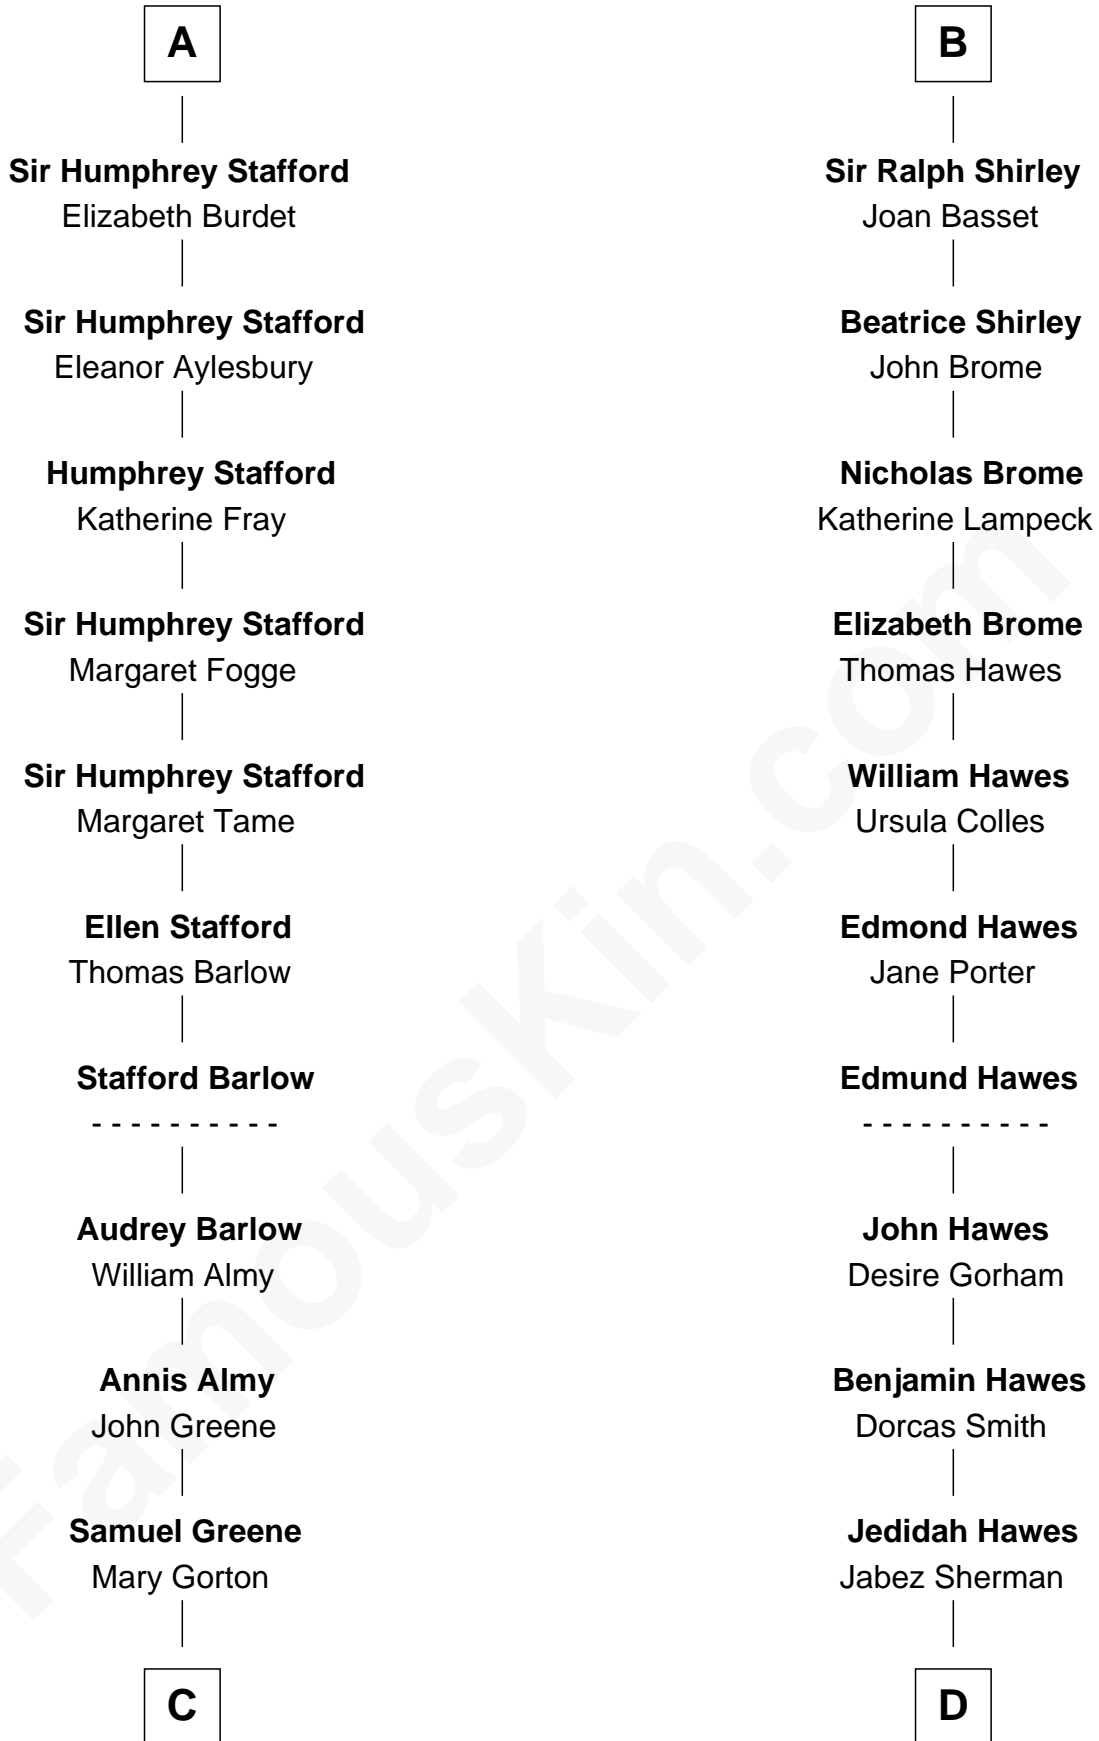 A
Sir Humphrey Stafford
Elizabeth Burdet
Sir Humphrey Stafford
Eleanor Aylesbury
Humphrey Stafford
Katherine Fray
Sir Humphrey Stafford
Margaret Fogge
Sir Humphrey Stafford
Margaret Tame
Ellen Stafford
Thomas Barlow
Stafford Barlow
- - - - - - - - - -
Audrey Barlow
William Almy
Annis Almy
John Greene
Samuel Greene
Mary Gorton
C
B
Sir Ralph Shirley
Joan Basset
Beatrice Shirley
John Brome
Nicholas Brome
Katherine Lampeck
Elizabeth Brome
Thomas Hawes
William Hawes
Ursula Colles
Edmond Hawes
Jane Porter
Edmund Hawes
- - - - - - - - - -
John Hawes
Desire Gorham
Benjamin Hawes
Dorcas Smith
Jedidah Hawes
Jabez Sherman
D
FamousKin.com